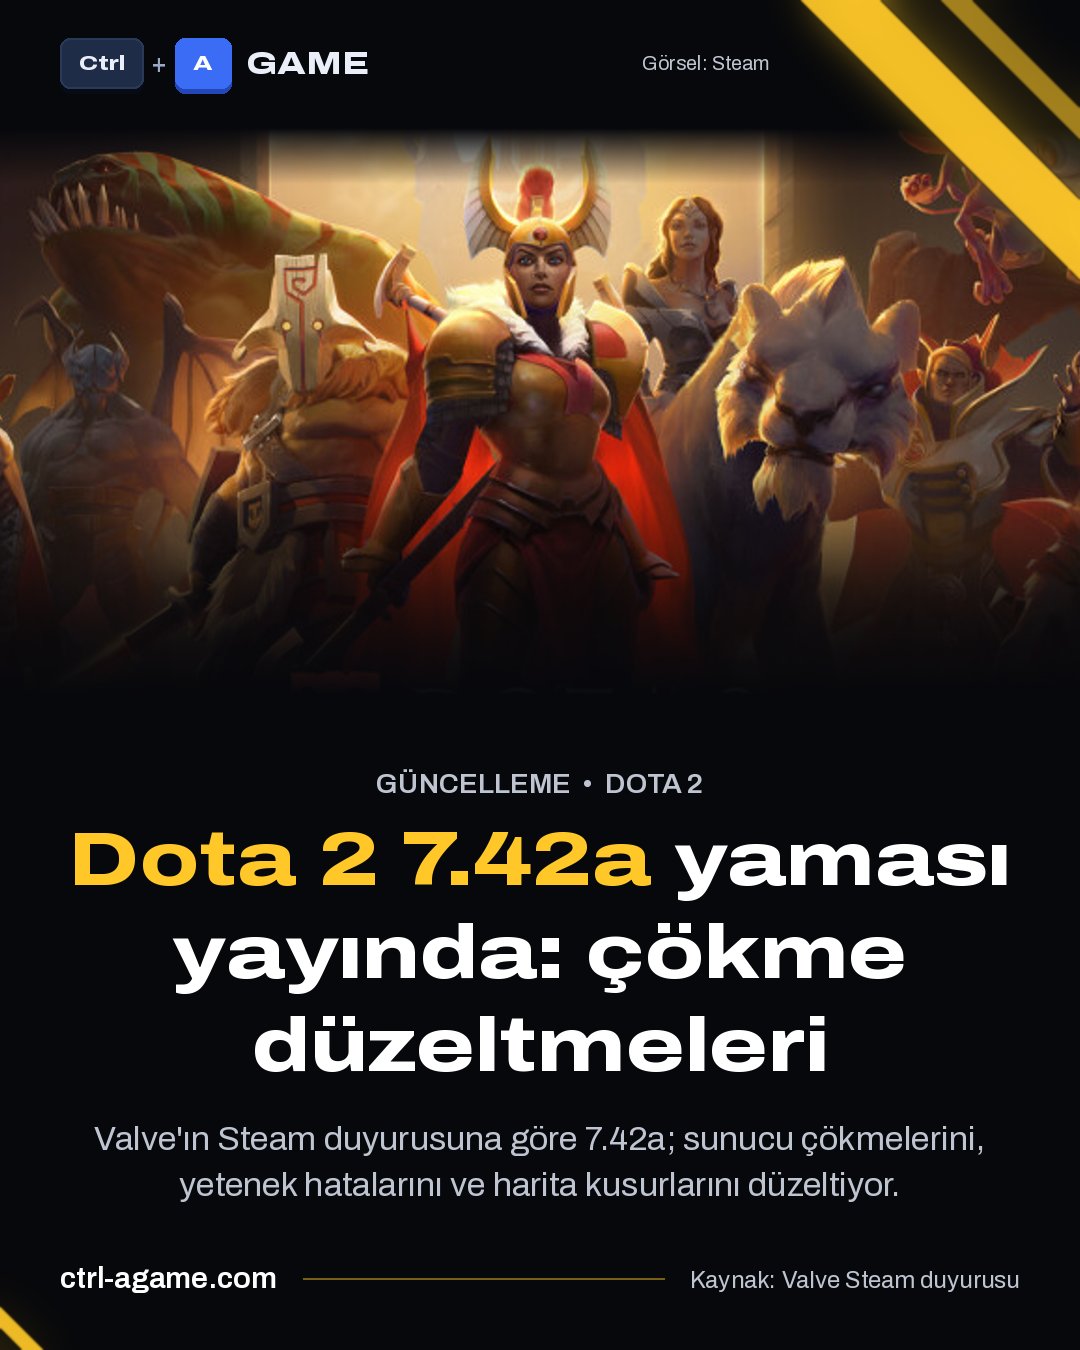 Ctrl + A GAME
Görsel: Steam
GÜNCELLEME • DOTA 2
Dota 2 7.42a yaması
yayında: çökme
düzeltmeleri
Valve'ın Steam duyurusuna göre 7.42a; sunucu çökmelerini,
yetenek hatalarını ve harita kusurlarını düzeltiyor.
ctrl-agame.com
Kaynak: Valve Steam duyurusu